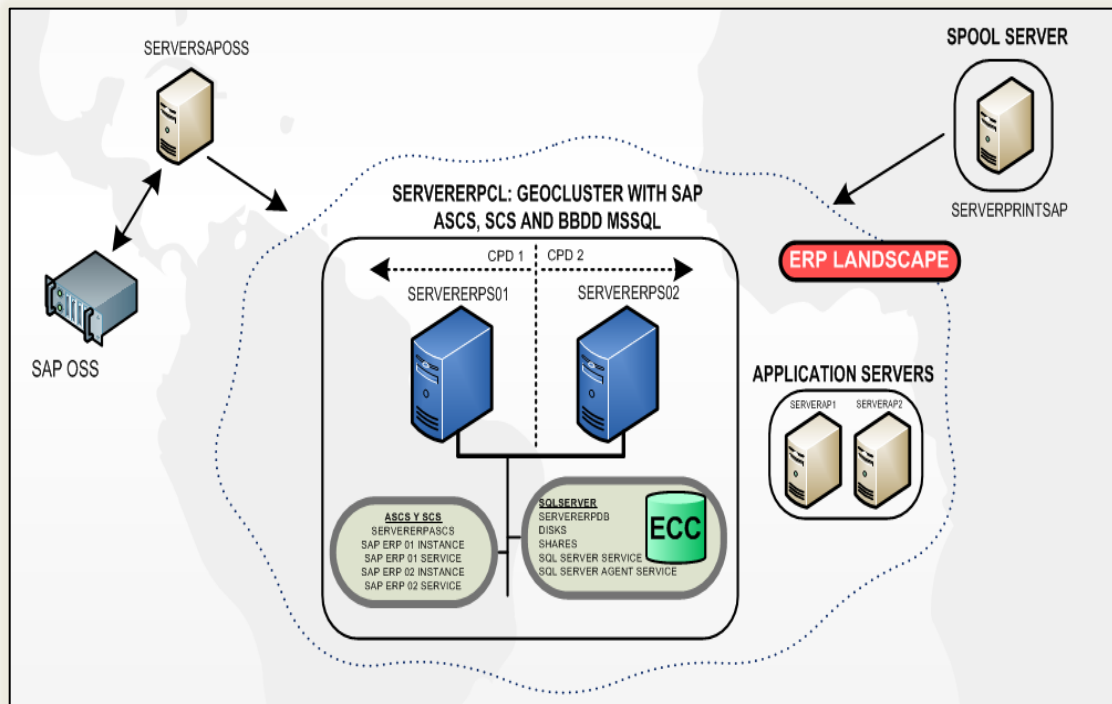 SERVERSAPOSS
SAP OSS
SPOOL SERVER
SERVERPRINTSAP
SERVERERPCL: GEOCLUSTER WITH SAP
ASCS, SCS AND BBDD MSSQL
CPD 1
CPD 2
SERVERERPS01
SERVERERPS02
ERP LANDSCAPE
APPLICATION SERVERS
SERVERAP1
SERVERAP2
ASCS Y SCS
SERVERERPASCS
SAP ERP 01 INSTANCE
SAP ERP 01 SERVICE
SAP ERP 02 INSTANCE
SAP ERP 02 SERVICE
SQLSERVER
SERVERERPDB
DISKS
SHARES
SQL SERVER SERVICE
SQL SERVER AGENT SERVICE
ECC